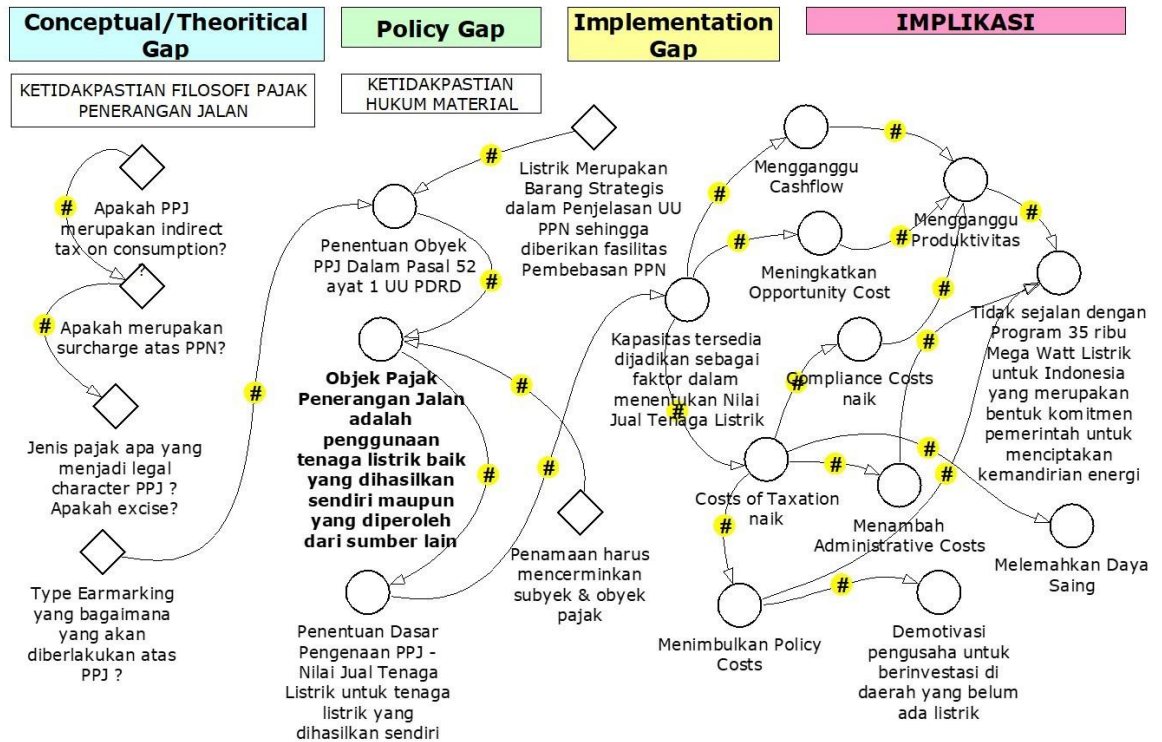 Conceptual/Theoritical
Gap
Policy Gap
Implementation
Gap
IMPLIKASI
KETIDAKPASTIAN FILOSOFI PAJAK
PENERANGAN JALAN
KETIDAKPASTIAN
HUKUM MATERIAL
#
Apakah PPJ
merupakan indirect
tax on consumption?
?
#
Apakah merupakan
surcharge atas PPN?
Jenis pajak apa yang
menjadi legal
character PPJ ?
Apakah excise?
Type Earmarking
yang bagaimana
yang akan
diberlakukan atas
PPJ ?
#
#
Penentuan Obyek
PPJ Dalam Pasal 52
ayat 1 UU PDRD
#
Objek Pajak
Penerangan Jalan
adalah
penggunaan
tenaga listrik baik
yang dihasilkan
sendiri maupun
yang diperoleh
dari sumber lain
#
#
Penentuan Dasar
Pengenaan PPJ -
Nilai Jual Tenaga
Listrik untuk tenaga
listrik yang
dihasilkan sendiri
Listrik Merupakan
Barang Strategis
dalam Penjelasan UU
PPN sehingga
diberikan fasilitas
Pembebasan PPN
#
Penamaan harus
mencerminkan
subyek & obyek
pajak
Kapasitas tersedia
dijadikan sebagai
faktor dalam
menentukan Nilai
Jual Tenaga Listrik
#
#
#
Mengganggu
Cashflow
#
Meningkatkan
Opportunity Cost
#
#
Mengganggu
Produktivitas
#
#
Compliance Costs
naik
#
#
Costs of Taxation
naik
#
#
Menambah
Administrative Costs
#
#
#
Menimbulkan Policy
Costs
#
Demotivasi
pengusaha untuk
berinvestasi di
daerah yang belum
ada listrik
Tidak sejalan dengan
Program 35 ribu
Mega Watt Listrik
untuk Indonesia
yang merupakan
bentuk komitmen
pemerintah untuk
menciptakan
kemandirian energi
Melemahkan Daya
Saing